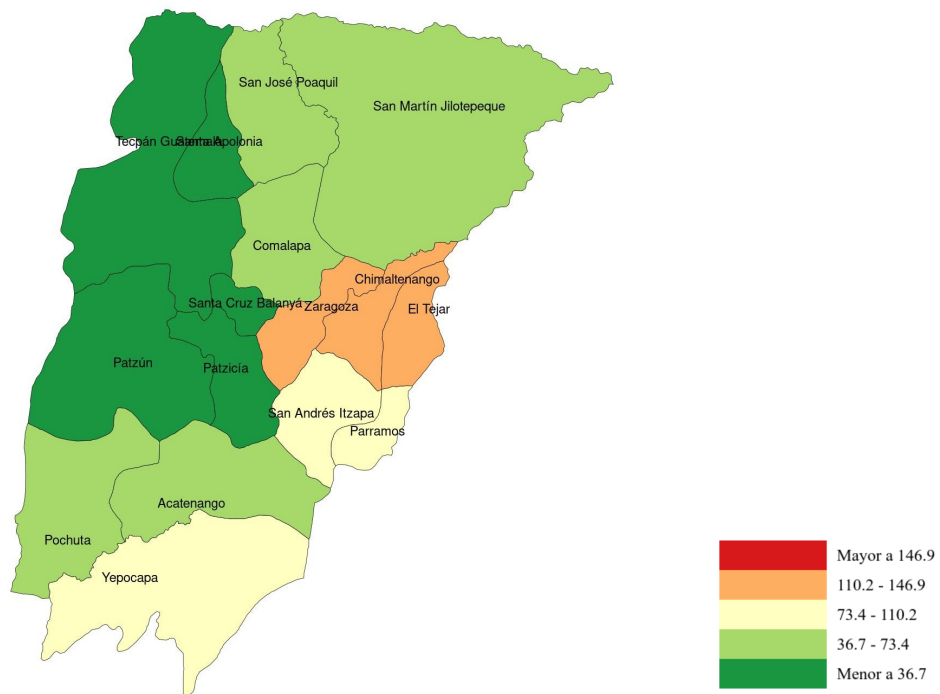 San José Poaquil
San Martín Jilotepeque
Tecpán Guatemala
Santa Apolonia
Comalapa
Chimaltenango
Santa Cruz Balanyá
Zaragoza
El Tejar
Patzún
Patzicía
San Andrés Itzapa
Parramos
Acatenango
Pochuta
Yepocapa
Mayor a 146.9
110.2 - 146.9
73.4 - 110.2
36.7 - 73.4
Menor a 36.7